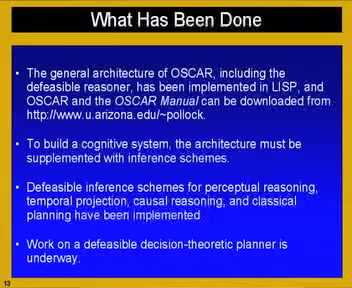 What Has Been Done
• The general architecture of OSCAR, including the
defeasible reasoner, has been implemented in LISP, and
OSCAR and the OSCAR Manual can be downloaded from
http://www.u.arizona.edu/~pollock.
• To build a cognitive system, the architecture must be
supplemented with inference schemes.
• Defeasible inference schemes for perceptual reasoning,
temporal projection, causal reasoning, and classical
planning have been implemented
• Work on a defeasible decision-theoretic planner is
underway.
13